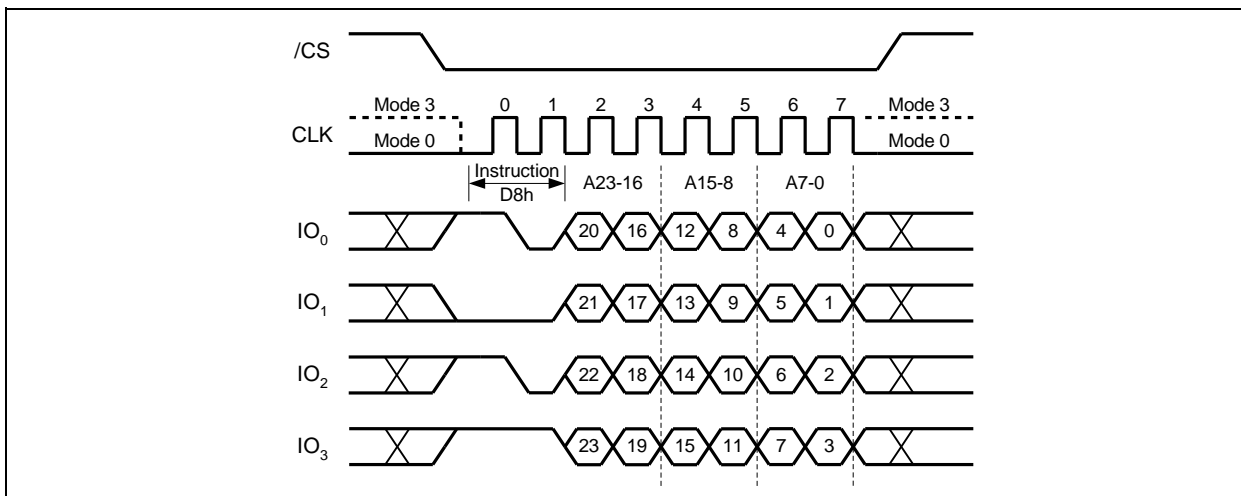 /CS
Mode 3 0 1 2 3 4 5 6 7 Mode 3
CLK
Mode 0 Mode 0
Instruction
D8h A23-16 A15-8 A7-0
IO0 20 16 12 8 4 0
IO1 21 17 13 9 5 1
IO2 22 18 14 10 6 2
IO3 23 19 15 11 7 3